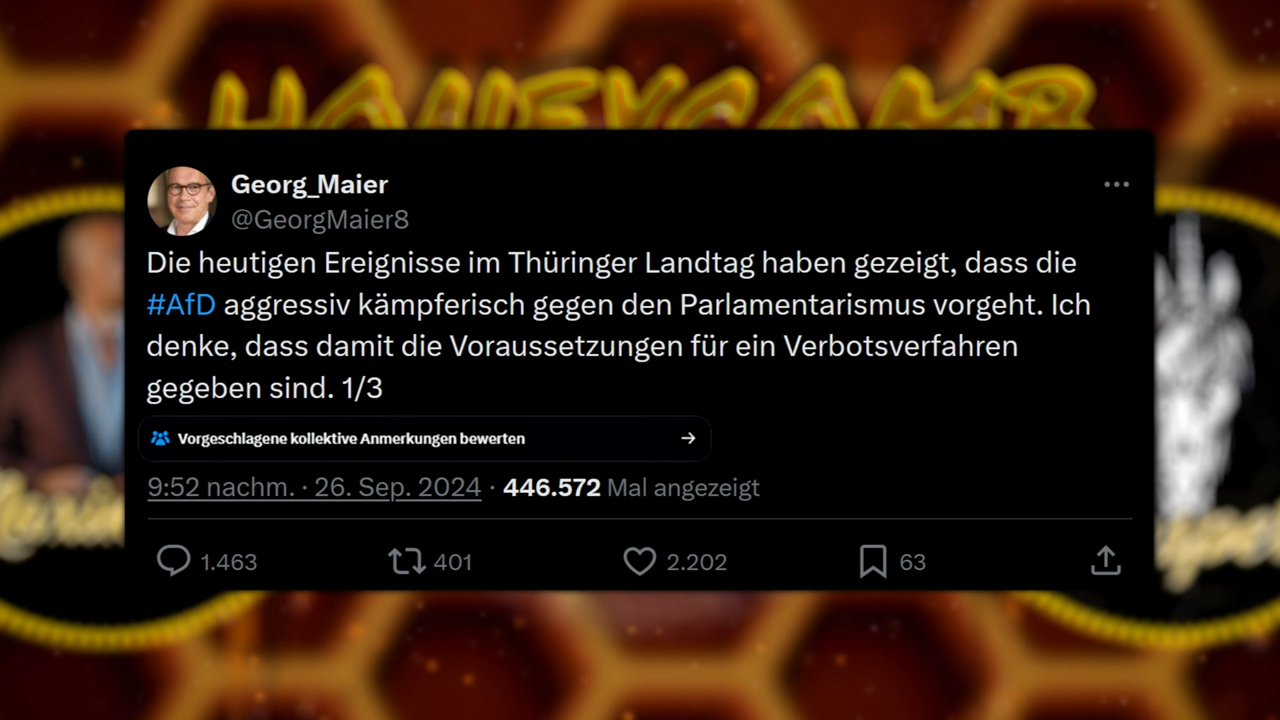 HONEYCOMB
Georg_Maier
@GeorgMaier8
Die heutigen Ereignisse im Thüringer Landtag haben gezeigt, dass die
#AfD aggressiv kämpferisch gegen den Parlamentarismus vorgeht. Ich
denke, dass damit die Voraussetzungen für ein Verbotsverfahren
gegeben sind. 1/3
Vorgeschlagene kollektive Anmerkungen bewerten
9:52 nachm. · 26. Sep. 2024 · 446.572 Mal angezeigt
1.463 401 2.202 63